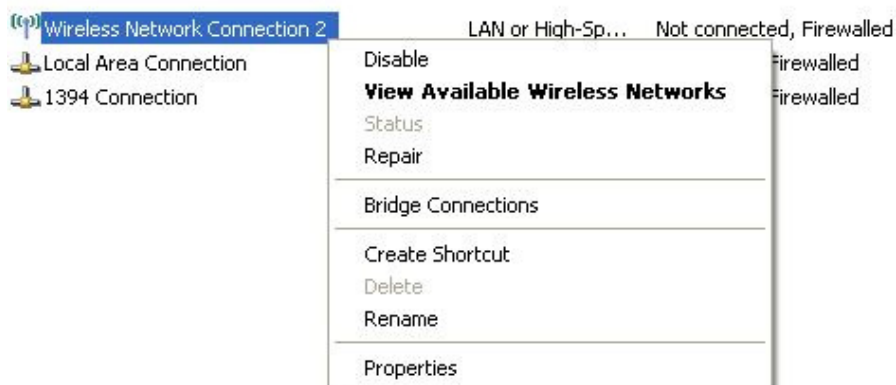 Wireless Network Connection 2 LAN or High-Sp... Not connected, Firewalled
Local Area Connection Firewalled
1394 Connection Firewalled
Disable
View Available Wireless Networks
Status
Repair
Bridge Connections
Create Shortcut
Delete
Rename
Properties